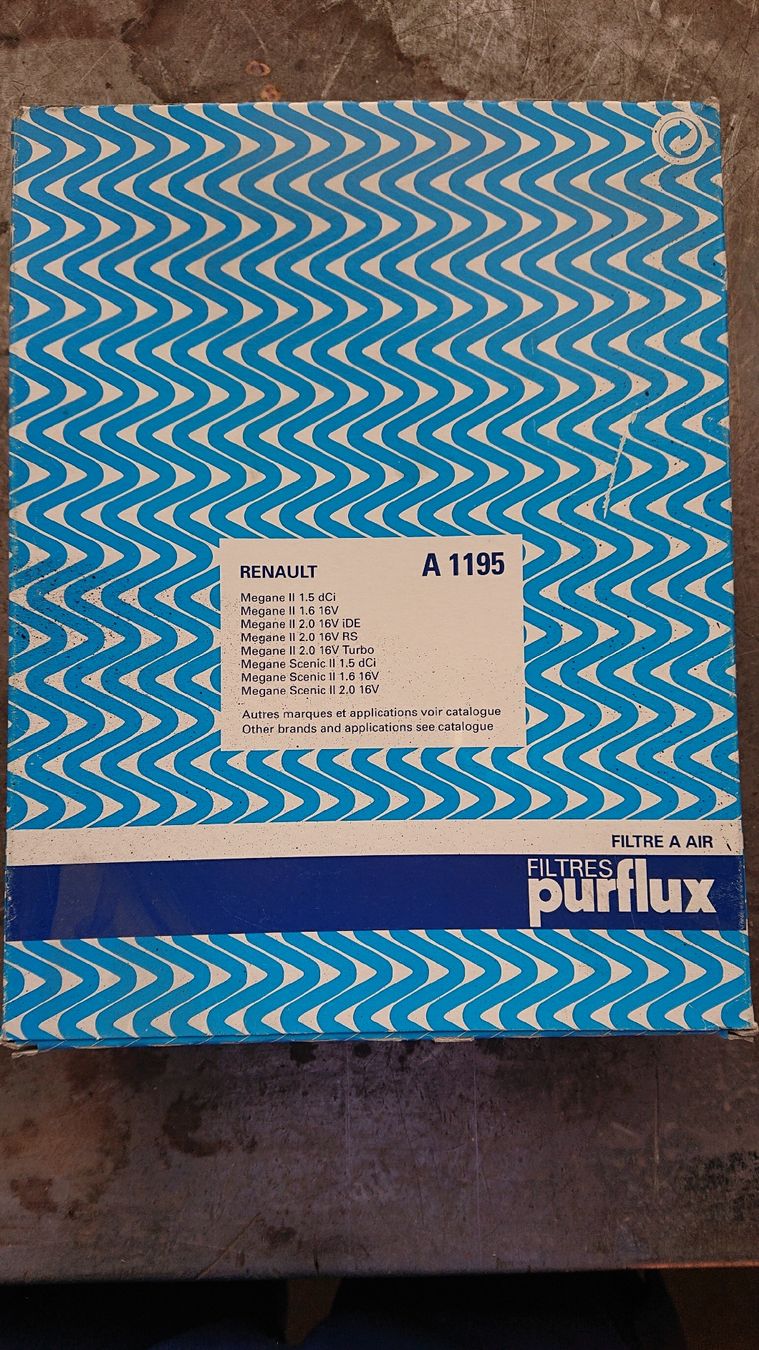 RENAULT A 1195
Megane II 1.5 dCi
Megane II 1.6 16V
Megane II 2.0 16V iDE
Megane II 2.0 16V RS
Megane II 2.0 16V Turbo
Megane Scenic II 1.5 dCi
Megane Scenic II 1.6 16V
Megane Scenic II 2.0 16V
Autres marques et applications voir catalogue
Other brands and applications see catalogue
FILTRE A AIR
FILTRES
purflux